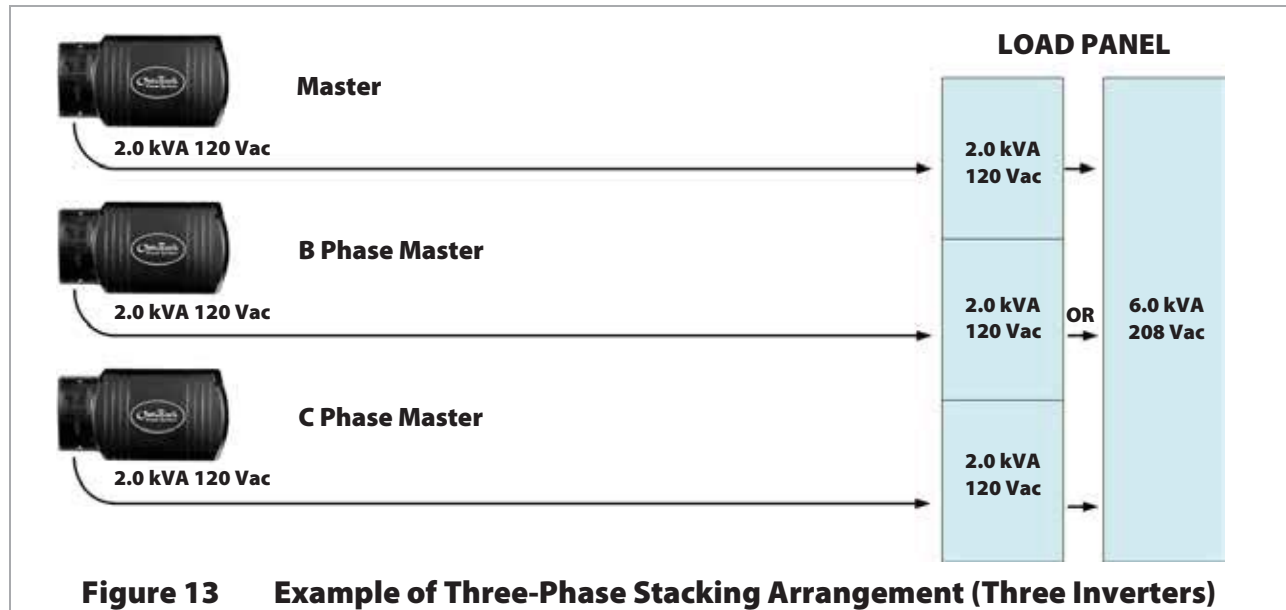 LOAD PANEL
Master
2.0 kVA 120 Vac
2.0 kVA
120 Vac
B Phase Master
2.0 kVA 120 Vac
2.0 kVA
120 Vac
OR
6.0 kVA
208 Vac
C Phase Master
2.0 kVA 120 Vac
2.0 kVA
120 Vac
Figure 13 Example of Three-Phase Stacking Arrangement (Three Inverters)